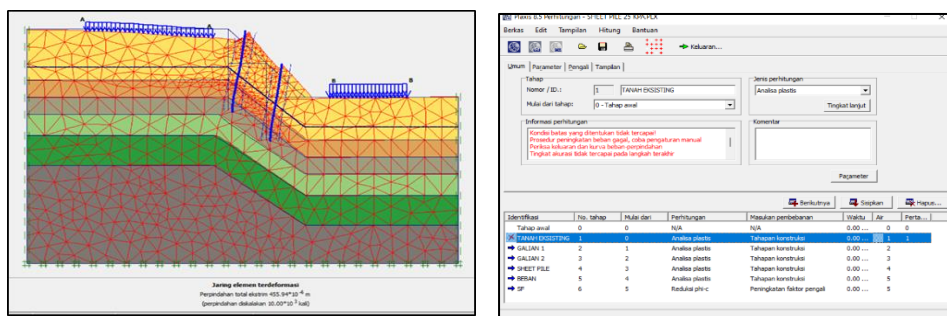 A
A
B
B
Jaring elemen terdeformasi
Perpindahan total ekstrim 455.94*10⁻⁶ m
(perpindahan diskalakan 10.00*10³ kali)
Plaxis 8.5 Perhitungan - SHEET PILE 25 KPA.PLX
Berkas Edit Tampilan Hitung Bantuan
Keluaran...
Umum Parameter Pengali Tampilan
Tahap
Nomor / ID.: 1 TANAH EKSISTING
Mulai dari tahap: 0 - Tahap awal
Jenis perhitungan
Analisa plastis
Tingkat lanjut
Informasi perhitungan
Kondisi batas yang ditentukan tidak tercapai!
Prosedur peningkatan beban gagal, coba pengaturan manual
Periksa keluaran dan kurva beban perpindahan
Tingkat akurasi tidak tercapai pada langkah terakhir
Komentar
Parameter
Berikutnya Sisipkan Hapus...
Identifikasi No. tahap Mulai dari Perhitungan Masukan pembebanan Waktu Air Perta...
Tahap awal 0 0 N/A N/A 0.00 ... 0 0
TANAH EKSISTING 1 0 Analisa plastis Tahapan konstruksi 0.00 ... 1 1
GALIAN 1 2 1 Analisa plastis Tahapan konstruksi 0.00 ... 2
GALIAN 2 3 2 Analisa plastis Tahapan konstruksi 0.00 ... 3
SHEET PILE 4 3 Analisa plastis Tahapan konstruksi 0.00 ... 4
BEBAN 5 4 Analisa plastis Tahapan konstruksi 0.00 ... 5
SF 6 5 Reduksi phi-c Peningkatan faktor pengali 0.00 ... 5